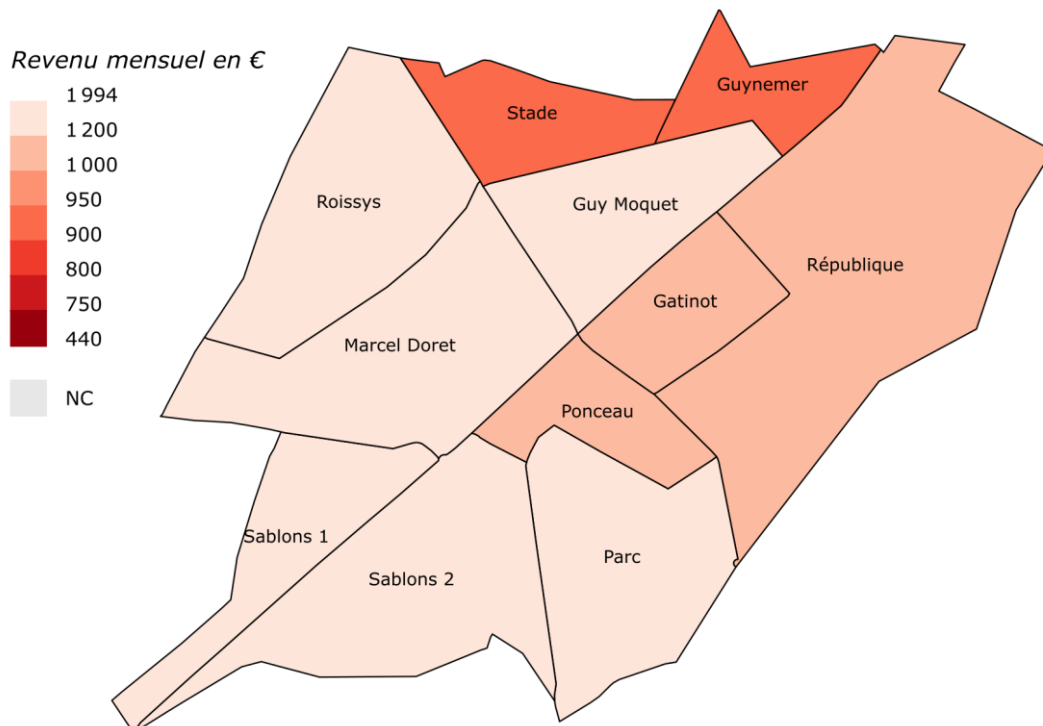 Revenu mensuel en €
1 994
1 200
1 000
950
900
800
750
440
NC
Stade
Guynemer
Roissys
Guy Moquet
République
Gatinot
Marcel Doret
Ponceau
Sablons 1
Parc
Sablons 2